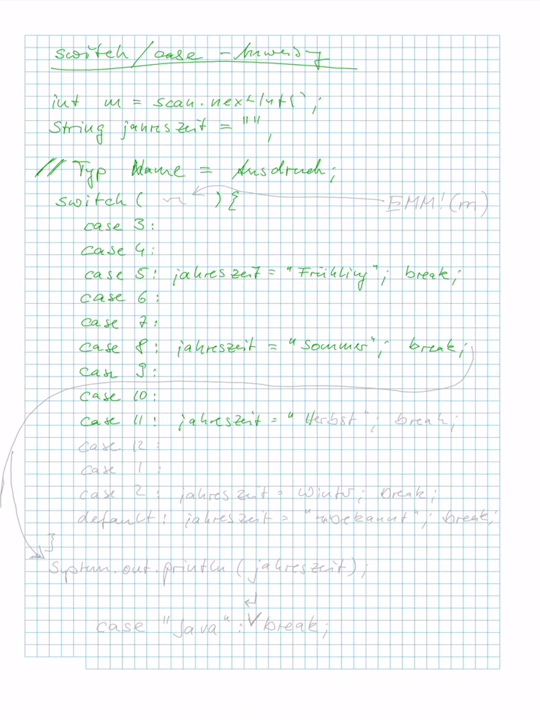 switch/case - Anweisg
int m = scan.nextInt();
String jahreszeit = "";
// Typ Name = Ausdruck;
switch( m ){ EMM!(m)
case 3:
case 4:
case 5: jahreszeit = "Frühling"; break;
case 6:
case 7:
case 8: jahreszeit = "Sommer"; break;
case 9:
case 10:
case 11: jahreszeit = "Herbst"; break;
case 12:
case 1:
case 2: jahreszeit = Winter; break;
default: jahreszeit = "unbekannt"; break;
}
System.out.println(jahreszeit);
case "Java": break;